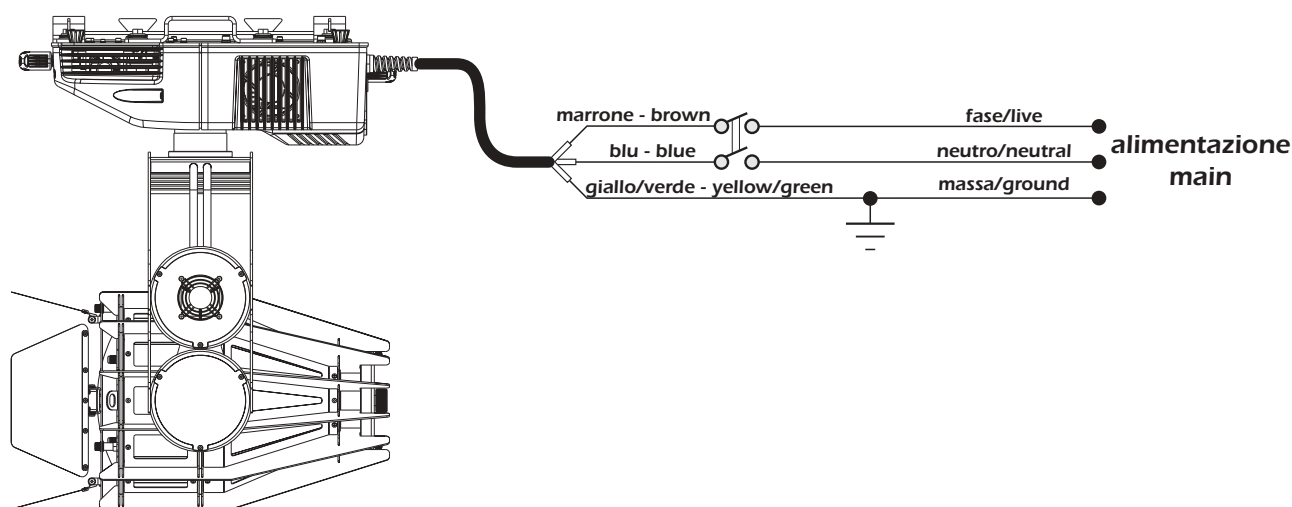 marrone - brown
fase/live
blu - blue
neutro/neutral
giallo/verde - yellow/green
massa/ground
alimentazione
main